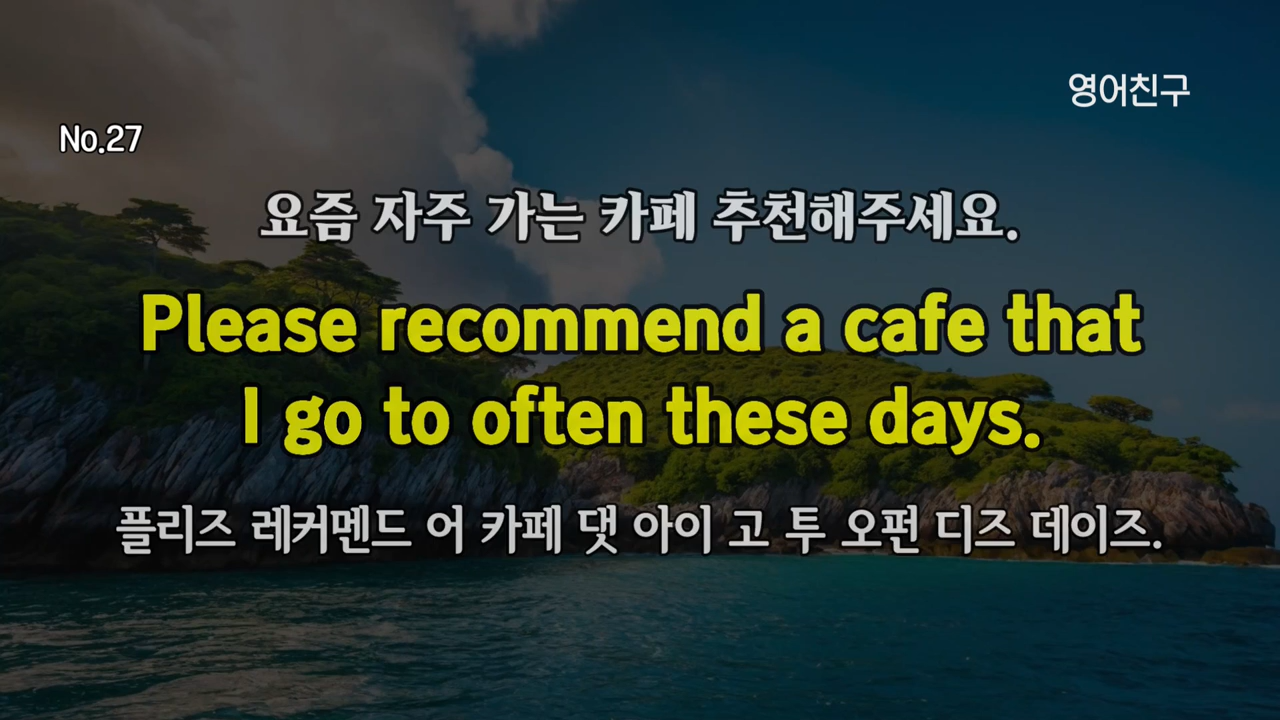 영어친구
No.27
요즘 자주 가는 카페 추천해주세요.
Please recommend a cafe that
I go to often these days.
플리즈 레커멘드 어 카페 댓 아이 고 투 오펀 디즈 데이즈.